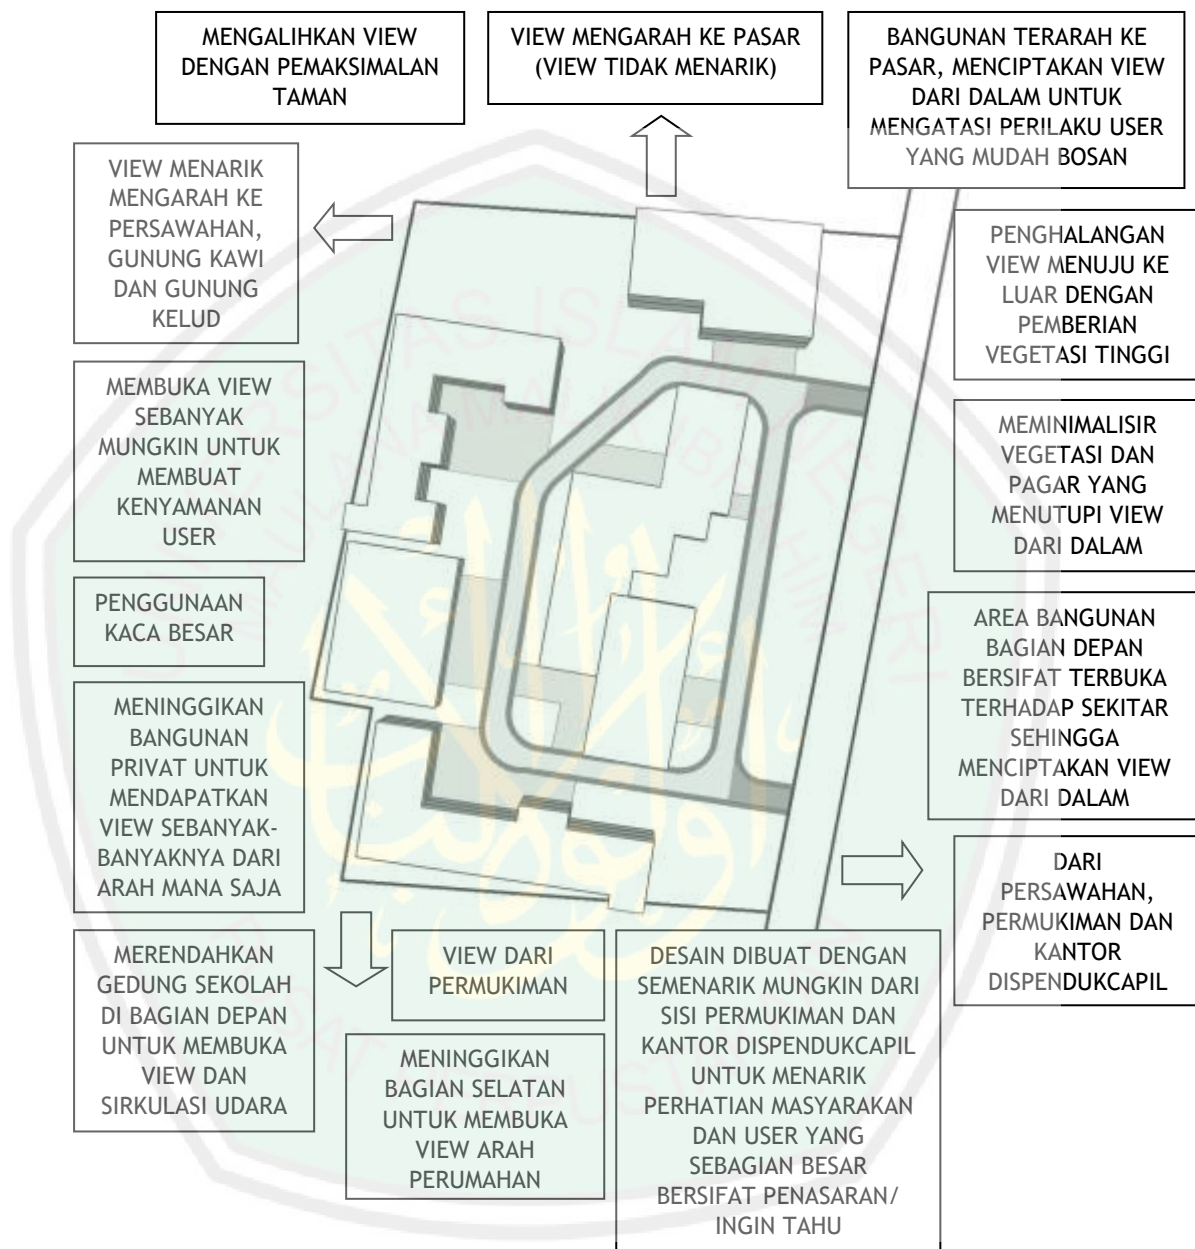 MENGALIHKAN VIEW
DENGAN PEMAKSIMALAN
TAMAN
VIEW MENGARAH KE PASAR
(VIEW TIDAK MENARIK)
BANGUNAN TERARAH KE
PASAR, MENCIPTAKAN VIEW
DARI DALAM UNTUK
MENGATASI PERILAKU USER
YANG MUDAH BOSAN
VIEW MENARIK
MENGARAH KE
PERSAWAHAN,
GUNUNG KAWI
DAN GUNUNG
KELUD
PENGHALANGAN
VIEW MENUJU KE
LUAR DENGAN
PEMBERIAN
VEGETASI TINGGI
MEMBUKA VIEW
SEBANYAK
MUNGKIN UNTUK
MEMBUAT
KENYAMANAN
USER
MEMINIMALISIR
VEGETASI DAN
PAGAR YANG
MENUTUPI VIEW
DARI DALAM
PENGGUNAAN
KACA BESAR
AREA BANGUNAN
BAGIAN DEPAN
BERSIFAT TERBUKA
TERHADAP SEKITAR
SEHINGGA
MENCIPTAKAN VIEW
DARI DALAM
MENINGGIKAN
BANGUNAN
PRIVAT UNTUK
MENDAPATKAN
VIEW SEBANYAK-
BANYAKNYA DARI
ARAH MANA SAJA
DARI
PERSAWAHAN,
PERMUKIMAN DAN
KANTOR
DISPENDUKCAPIL
MERENDAHKAN
GEDUNG SEKOLAH
DI BAGIAN DEPAN
UNTUK MEMBUKA
VIEW DAN
SIRKULASI UDARA
VIEW DARI
PERMUKIMAN
MENINGGIKAN
BAGIAN SELATAN
UNTUK MEMBUKA
VIEW ARAH
PERUMAHAN
DESAIN DIBUAT DENGAN
SEMENARIK MUNGKIN DARI
SISI PERMUKIMAN DAN
KANTOR DISPENDUKCAPIL
UNTUK MENARIK
PERHATIAN MASYARAKAN
DAN USER YANG
SEBAGIAN BESAR
BERSIFAT PENASARAN/
INGIN TAHU